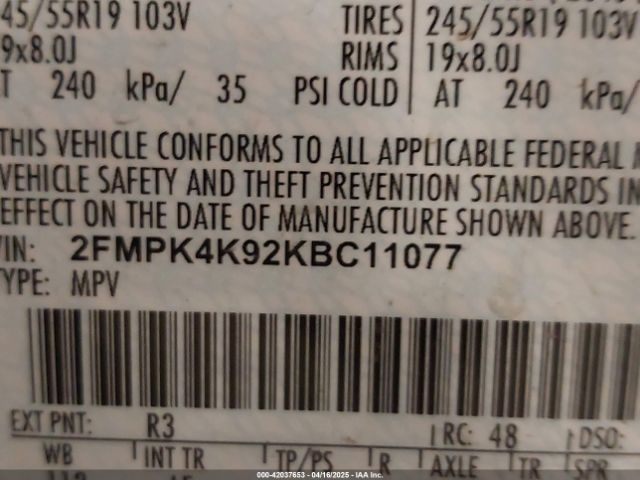 45/55R19 103V TIRES 245/55R19 103V
9x8.0J RIMS 19x8.0J
T 240 kPa/ 35 PSI COLD AT 240 kPa/
THIS VEHICLE CONFORMS TO ALL APPLICABLE FEDERAL
VEHICLE SAFETY AND THEFT PREVENTION STANDARDS IN
EFFECT ON THE DATE OF MANUFACTURE SHOWN ABOVE.
VIN: 2FMPK4K92KBC11077
TYPE: MPV
EXT PNT: R3 RC: 48 DSO:
WB INT TR TP/PS R AXLE TR SPR
000-42037653 - 04/16/2025 - IAA Inc.